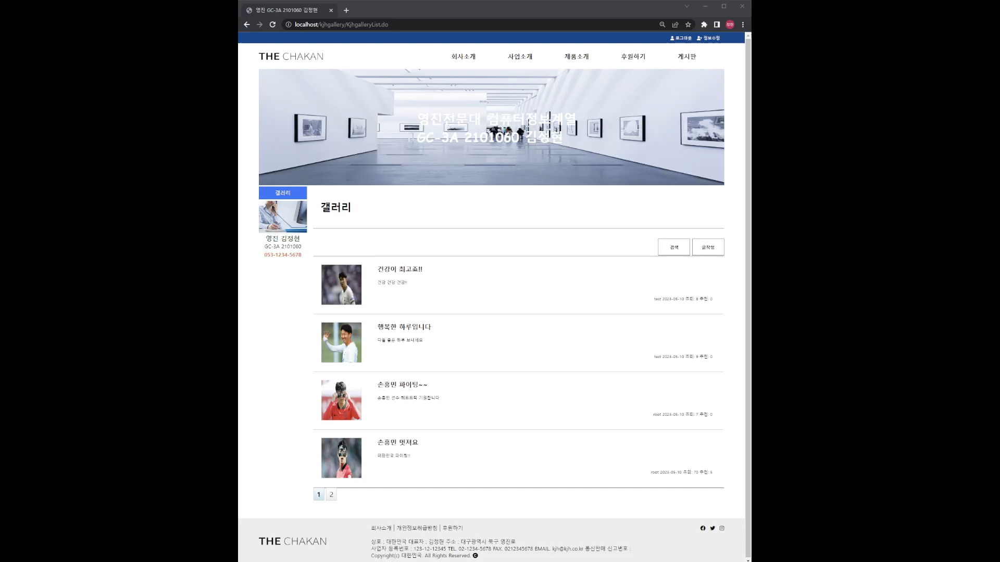 영진 GC-3A 2101060 김정현
localhost/kjhgallery/KjhgalleryList.do
정현
로그아웃 정보수정
THE CHAKAN 회사소개 사업소개 제품소개 후원하기 게시판
영진전문대 컴퓨터정보계열
GC-3A 2101060 김정현
갤러리
갤러리
영진 김정현
GC-3A 2101060
053-1234-5678
검색 글작성
건강이 최고죠!!
건강 건강 건강!!
test 2023-05-10 조회: 8 추천: 0
행복한 하루입니다
다들 좋은 하루 보내세요
test 2023-05-10 조회: 9 추천: 0
손흥민 파이팅~~
손흥민 선수 헤트트릭 기원합니다
root 2023-05-10 조회: 7 추천: 0
손흥민 멋져요
대한민국 파이팅!!
root 2023-05-10 조회: 70 추천: 5
1 2
회사소개 | 개인정보취급방침 | 후원하기
THE CHAKAN
상호 : 대한민국 대표자 : 김정현 주소 : 대구광역시 북구 영진로
사업자 등록번호 : 123-12-12345 TEL. 02-1234-5678 FAX. 0212345678 EMAIL. kjh@kjh.co.kr 통신판매 신고번호 :
Copyright(c) 대한민국. All Rights Reserved.